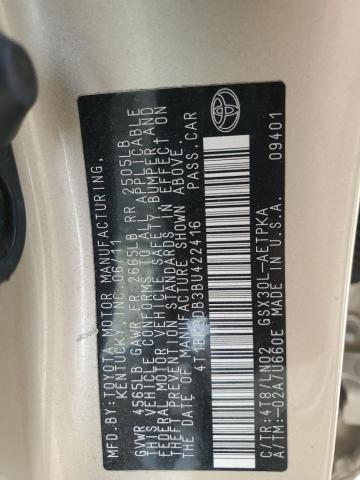 MFD.BY:TOYOTA MOTOR MANUFACTURING,
KENTUCKY, INC. 06/11
GVWR 4565LB GAWR FR 2665LB RR 2505LB
THIS VEHICLE CONFORMS TO ALL APPLICABLE
FEDERAL MOTOR VEHICLE SAFETY, BUMPER, AND
THEFT PREVENTION STANDARDS IN EFFECT ON
THE DATE OF MANUFACTURE SHOWN ABOVE.
4T1BK3DB3BU422416 PASS.CAR
TOYOTA
C/TR:4T8/LN02 GSX30L-AETPKA
A/TM:-02A/U660E MADE IN U.S.A. 09401